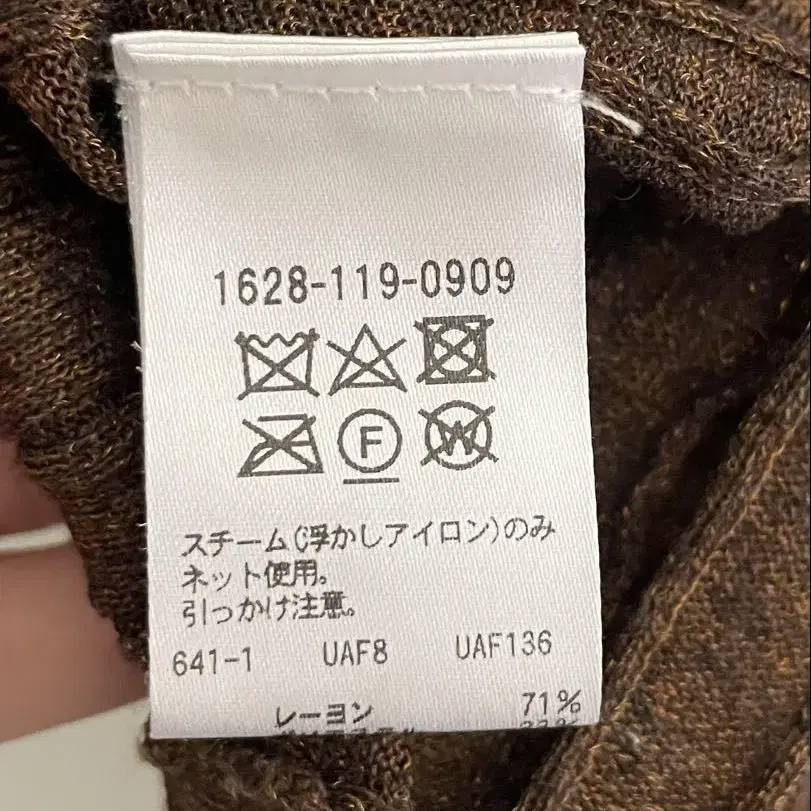 1628-119-0909
F
W
スチーム(浮かしアイロン)のみ
ネット使用。
引っかけ注意。
641-1 UAF8 UAF136
レーヨン 71%